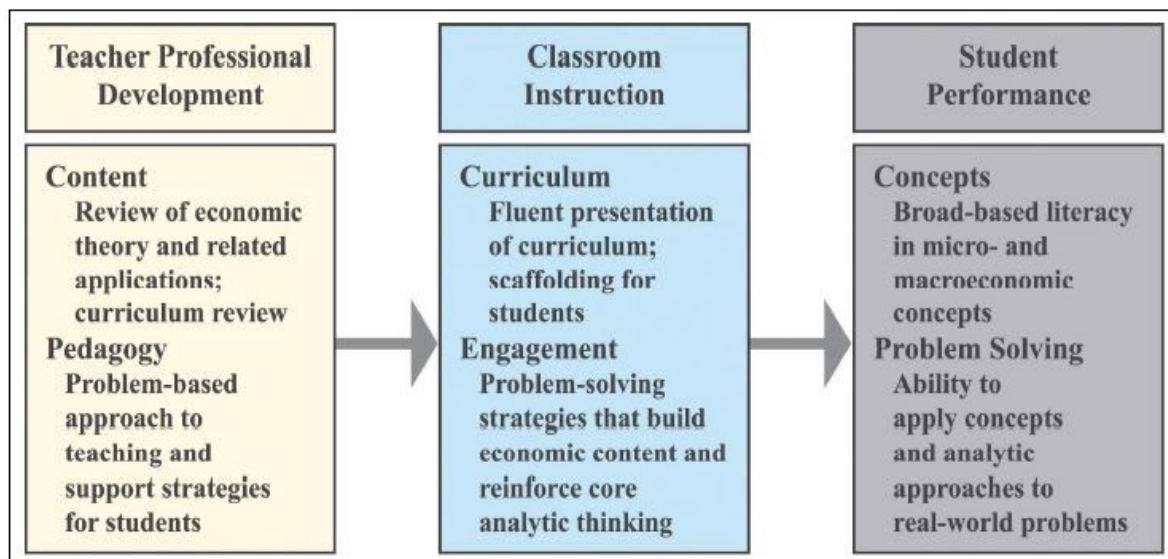 Teacher Professional
Development
Content
Review of economic
theory and related
applications;
curriculum review
Pedagogy
Problem-based
approach to
teaching and
support strategies
for students
Classroom
Instruction
Curriculum
Fluent presentation
of curriculum;
scaffolding for
students
Engagement
Problem-solving
strategies that build
economic content and
reinforce core
analytic thinking
Student
Performance
Concepts
Broad-based literacy
in micro- and
macroeconomic
concepts
Problem Solving
Ability to
apply concepts
and analytic
approaches to
real-world problems